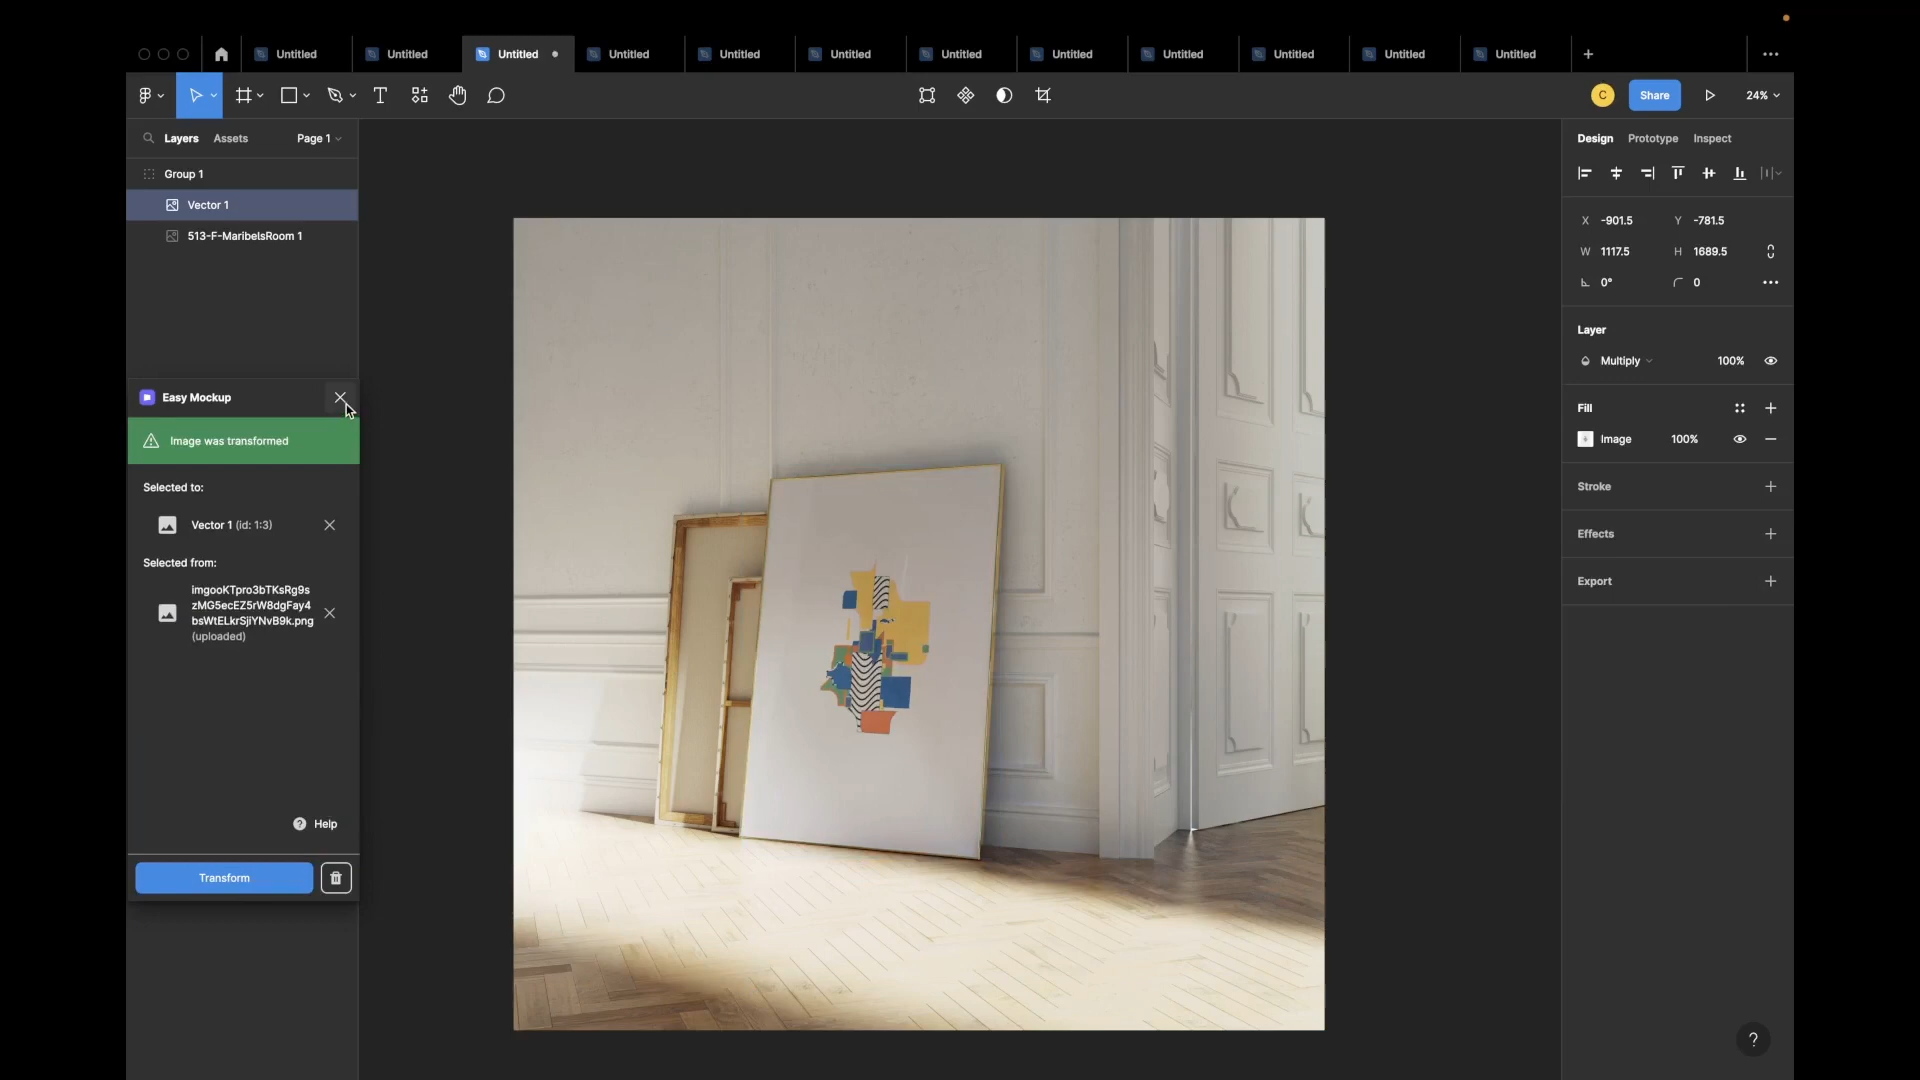 Untitled
Untitled
Untitled
Untitled
Untitled
Untitled
Untitled
Untitled
Untitled
Untitled
Untitled
Untitled
C
Share
24%
Layers
Assets
Page 1
Group 1
Vector 1
513-F-MaribelsRoom 1
Easy Mockup
Image was transformed
Selected to:
Vector 1 (id: 1:3)
Selected from:
imgooKTpro3bTKsRg9s
zMG5ecEZ5rW8dgFay4
bsWtELkrSjiYNvB9k.png
(uploaded)
Help
Transform
Design
Prototype
Inspect
X -901.5
Y -781.5
W 1117.5
H 1689.5
0°
0
Layer
Multiply
100%
Fill
Image
100%
Stroke
Effects
Export
?